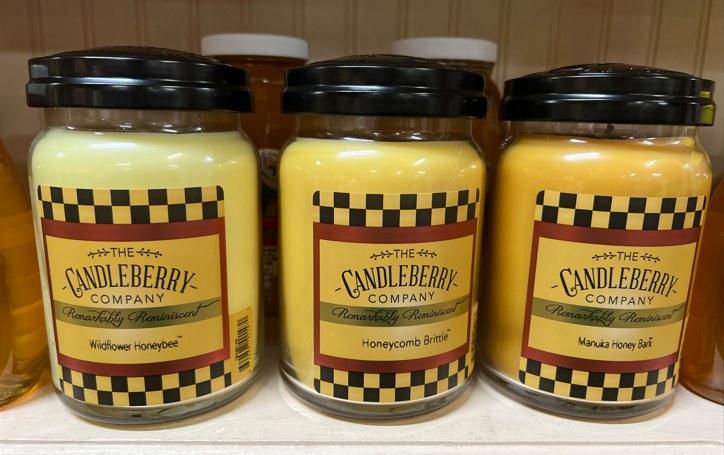 THE
CANDLEBERRY
COMPANY
Remarkably Reminiscent
Wildflower Honeybee™
THE
CANDLEBERRY
COMPANY
Remarkably Reminiscent
Honeycomb Brittle™
THE
CANDLEBERRY
COMPANY
Remarkably Reminiscent
Manuka Honey Bark™